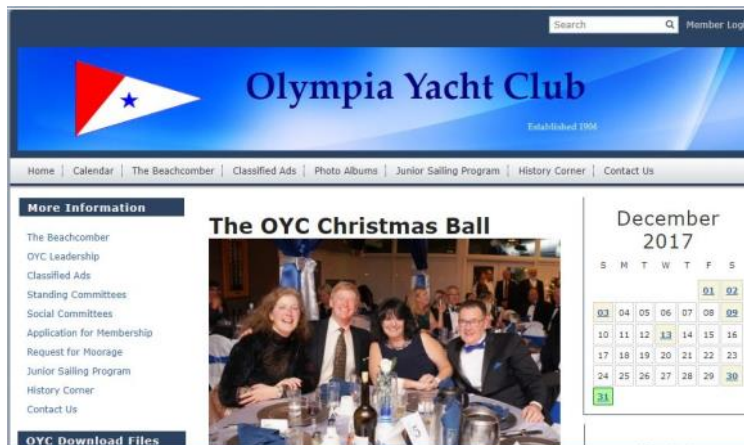 Search
Member Logi
Olympia Yacht Club
Established 1904
Home
Calendar
The Beachcomber
Classified Ads
Photo Albums
Junior Sailing Program
History Corner
Contact Us
More Information
The Beachcomber
OYC Leadership
Classified Ads
Standing Committees
Social Committees
Application for Membership
Request for Moorage
Junior Sailing Program
History Corner
Contact Us
OYC Download Files
The OYC Christmas Ball
5
December
2017
S M T W T F S
01 02
03 04 05 06 07 08 09
10 11 12 13 14 15 16
17 18 19 20 21 22 23
24 25 26 27 28 29 30
31